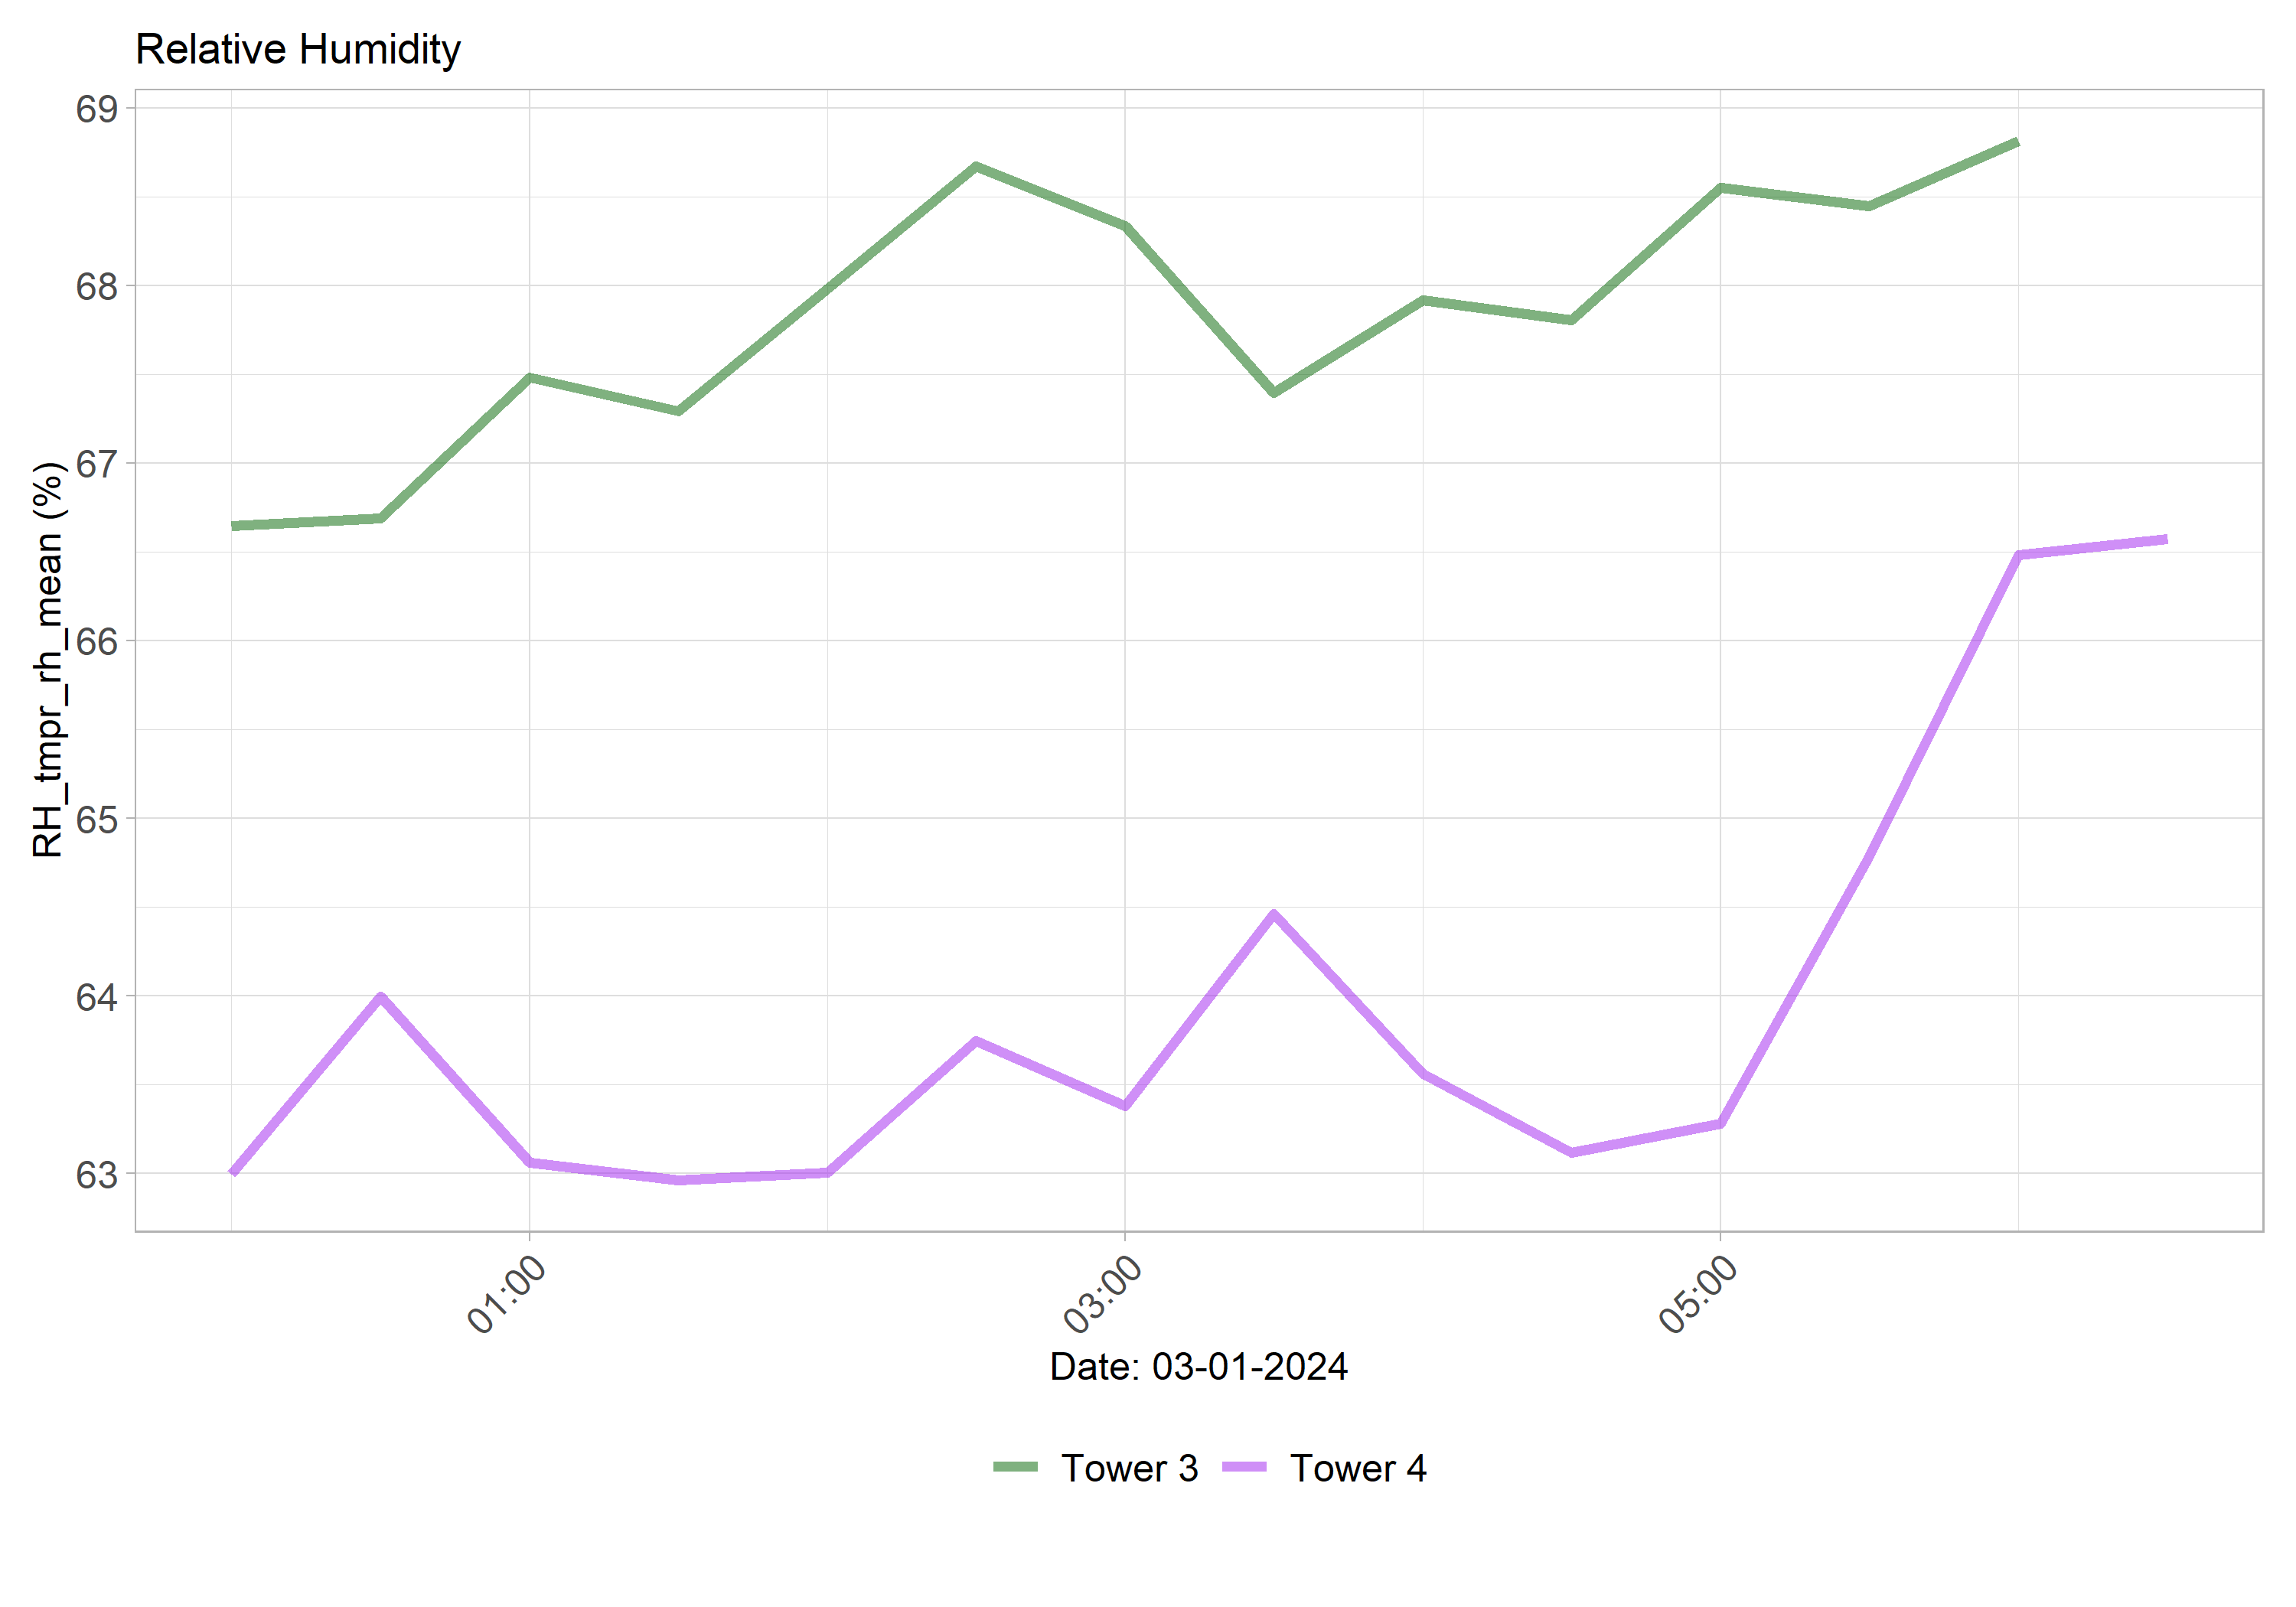 Relative Humidity
69
68
67
66
65
64
63
RH_tmpr_rh_mean (%)
01:00
03:00
05:00
Date: 03-01-2024
Tower 3
Tower 4